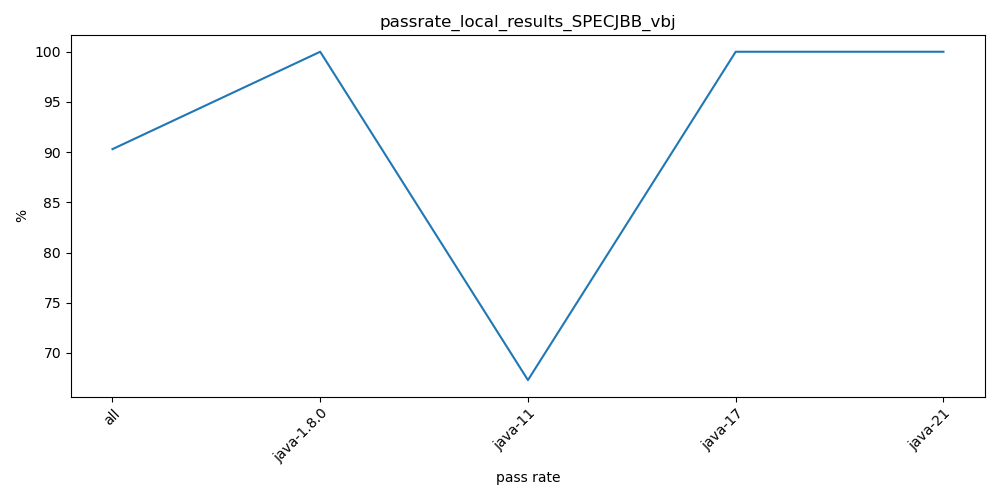 passrate_local_results_SPECJBB_vbj
100
95
90
85
80
75
70
%
all
java-1.8.0
java-11
java-17
java-21
pass rate